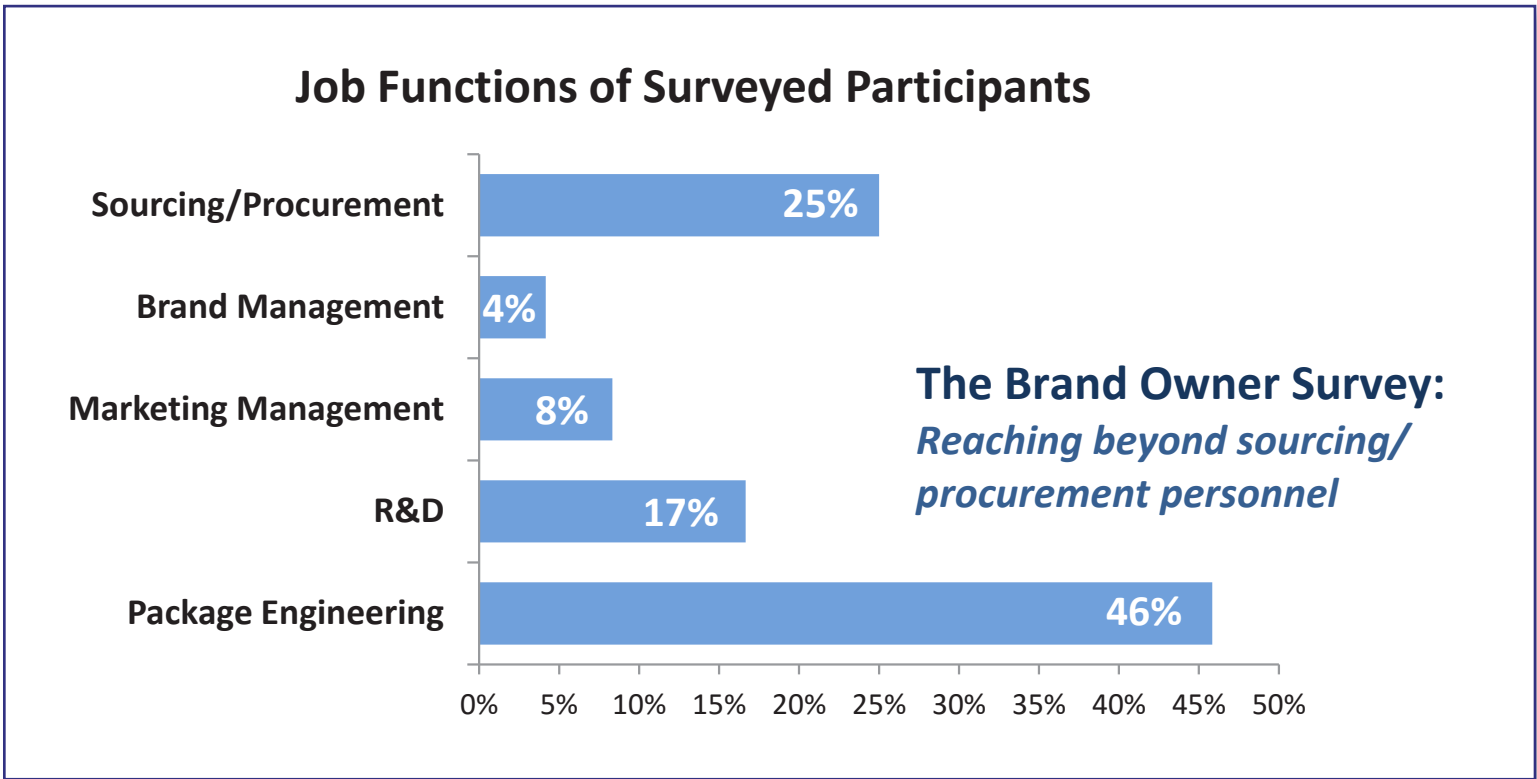 Job Functions of Surveyed Participants
Sourcing/Procurement
25%
Brand Management
4%
Marketing Management
8%
R&D
17%
Package Engineering
46%
The Brand Owner Survey:
Reaching beyond sourcing/
procurement personnel
0% 5% 10% 15% 20% 25% 30% 35% 40% 45% 50%